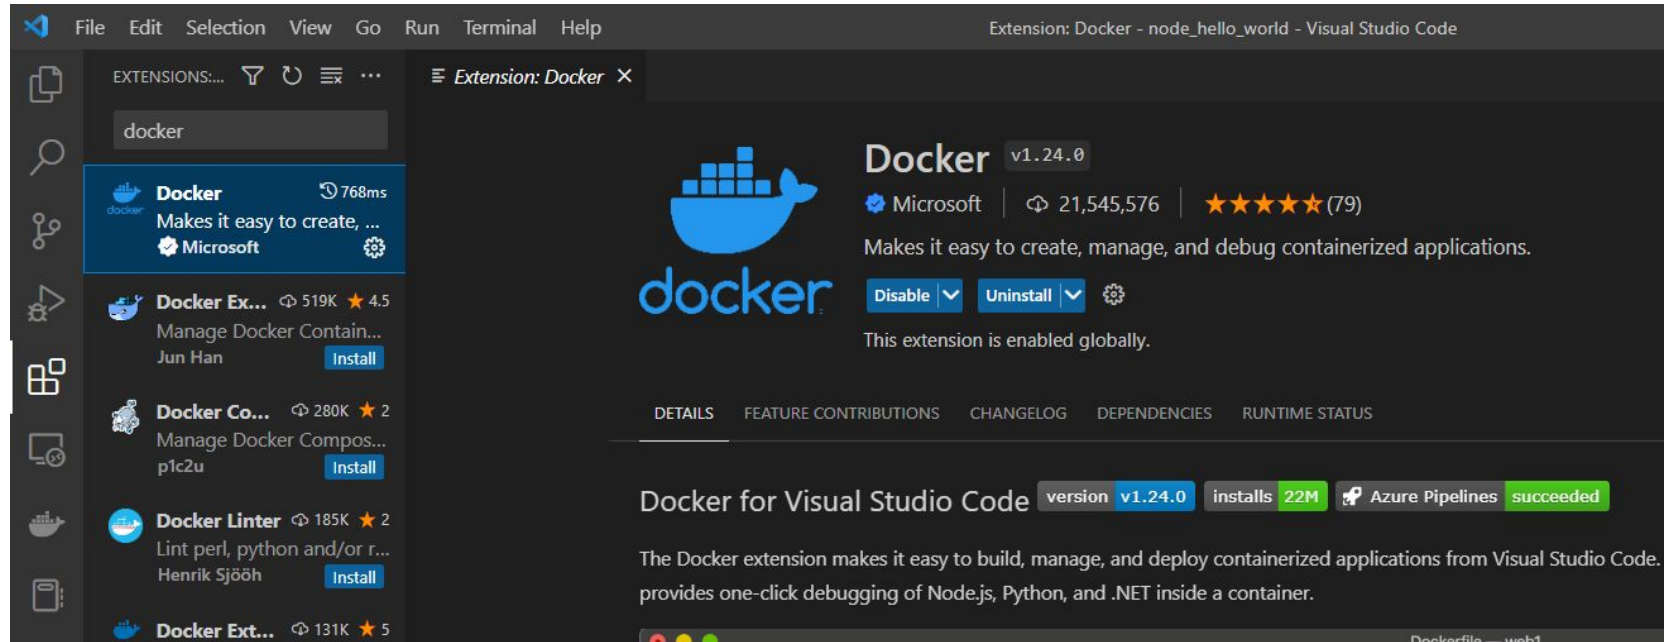 File Edit Selection View Go Run Terminal Help
Extension: Docker - node_hello_world - Visual Studio Code
EXTENSIONS:...
docker
docker
Docker 768ms
Makes it easy to create, ...
Microsoft
Docker Ex... 519K ★ 4.5
Manage Docker Contain...
Jun Han Install
Docker Co... 280K ★ 2
Manage Docker Compos...
p1c2u Install
Docker Linter 185K ★ 2
Lint perl, python and/or r...
Henrik Sjööh Install
Docker Ext... 131K ★ 5
Extension: Docker
docker
Docker v1.24.0
Microsoft 21,545,576 (79)
Makes it easy to create, manage, and debug containerized applications.
Disable Uninstall
This extension is enabled globally.
DETAILS FEATURE CONTRIBUTIONS CHANGELOG DEPENDENCIES RUNTIME STATUS
Docker for Visual Studio Code version v1.24.0 installs 22M Azure Pipelines succeeded
The Docker extension makes it easy to build, manage, and deploy containerized applications from Visual Studio Code.
provides one-click debugging of Node.js, Python, and .NET inside a container.
Dockerfile — web1